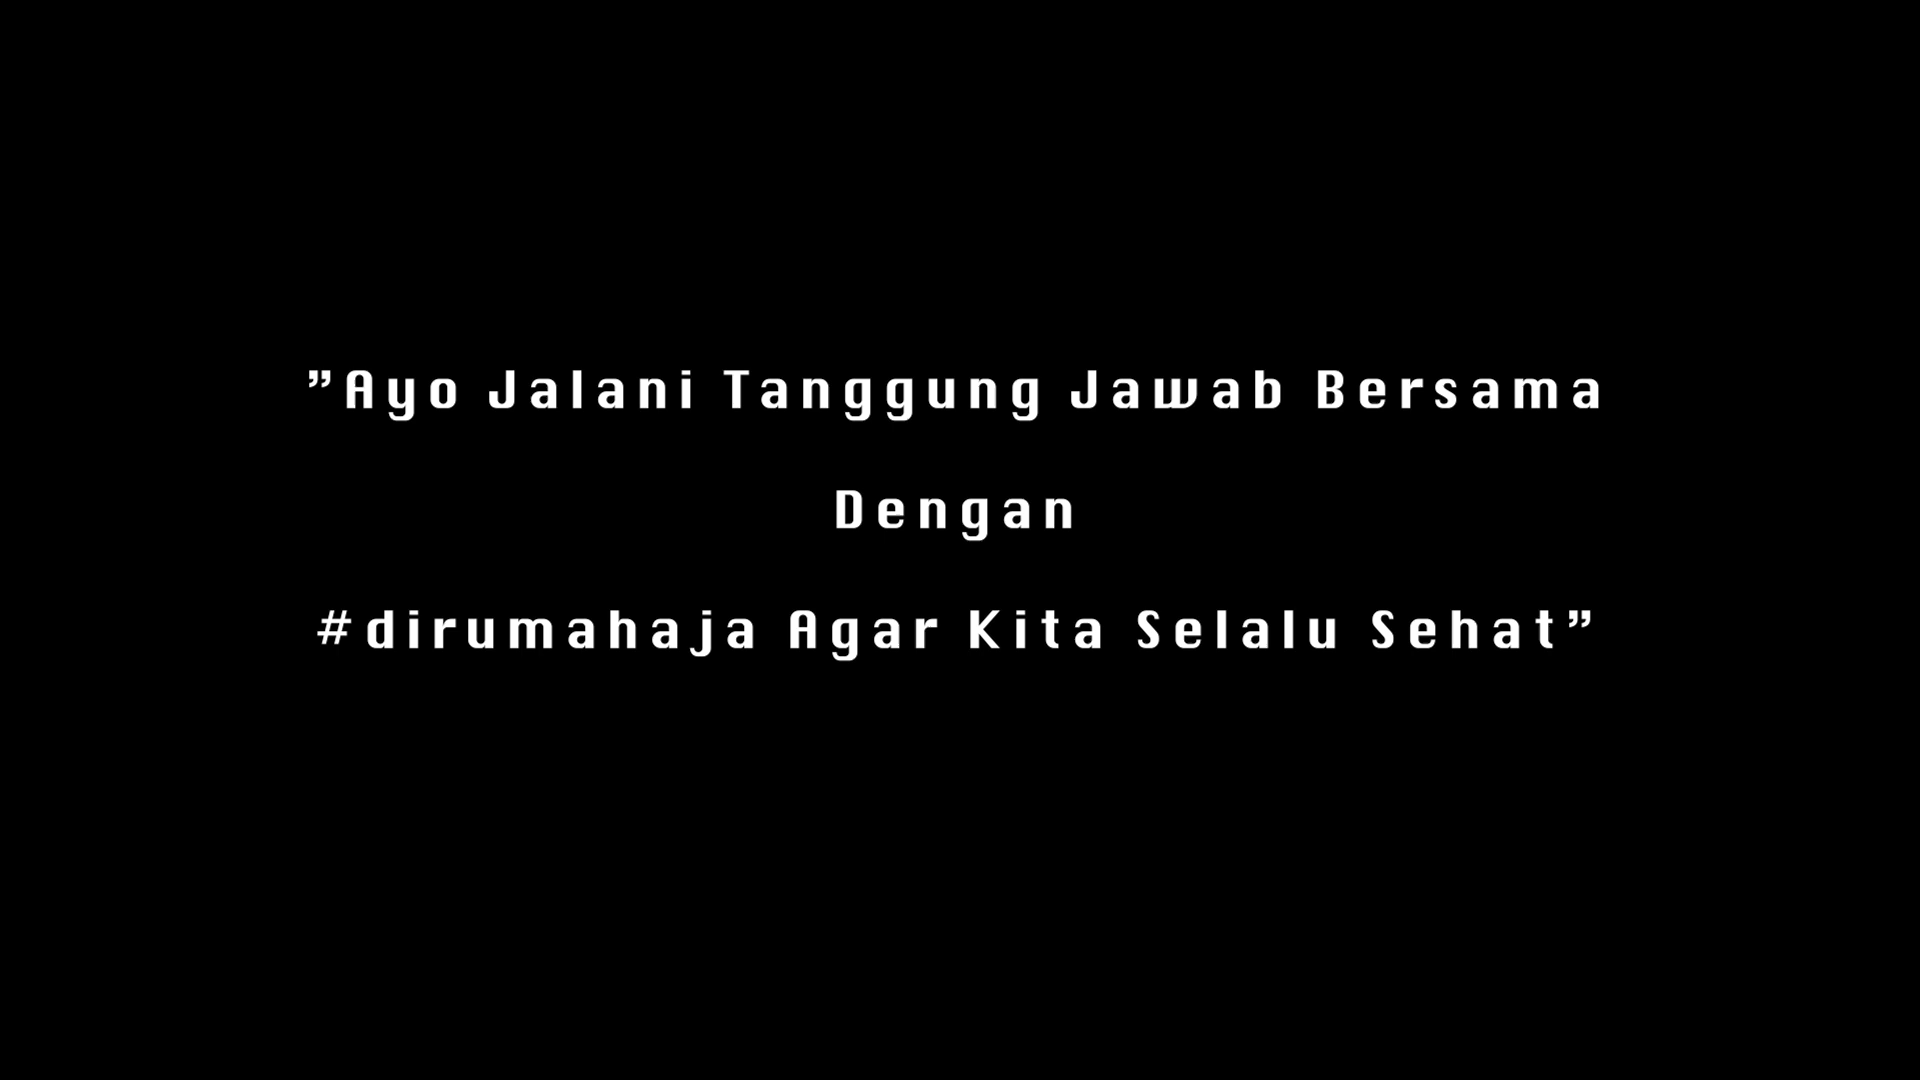 ”Ayo Jalani Tanggung Jawab Bersama
Dengan
#dirumahaja Agar Kita Selalu Sehat”